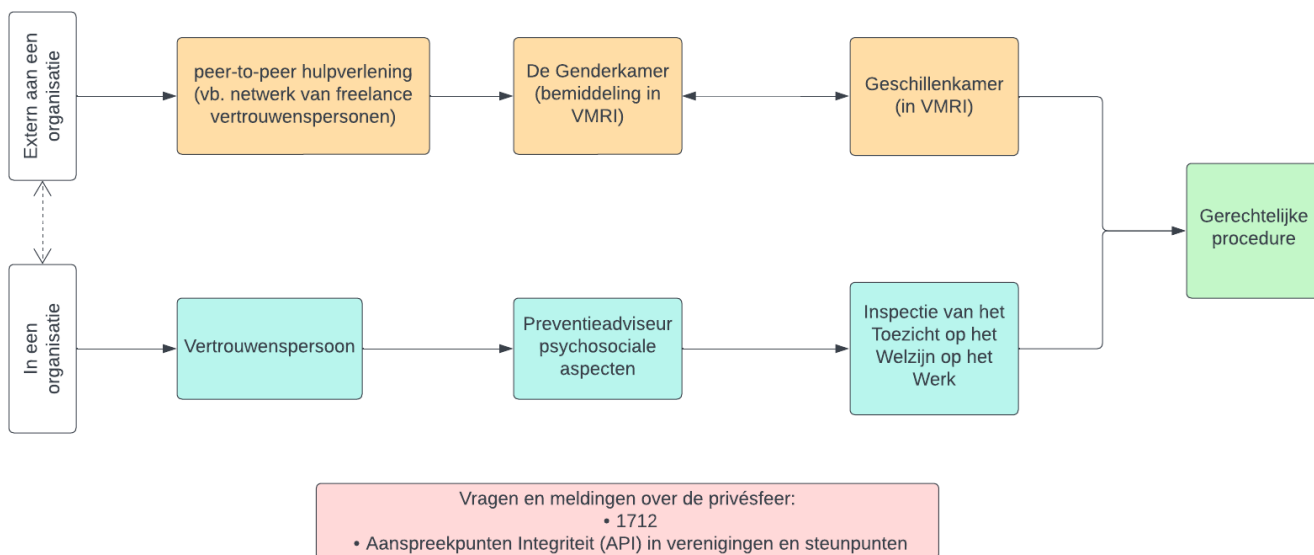 Extern aan een
organisatie
peer-to-peer hulpverlening
(vb. netwerk van freelance
vertrouwenspersonen)
De Genderkamer
(bemiddeling in
VMRI)
Geschillenkamer
(in VMRI)
Gerechtelijke
procedure
In een
organisatie
Vertrouwenspersoon
Preventieadviseur
psychosociale
aspecten
Inspectie van het
Toezicht op het
Welzijn op het
Werk
Vragen en meldingen over de privésfeer:
• 1712
• Aanspreekpunten Integriteit (API) in verenigingen en steunpunten